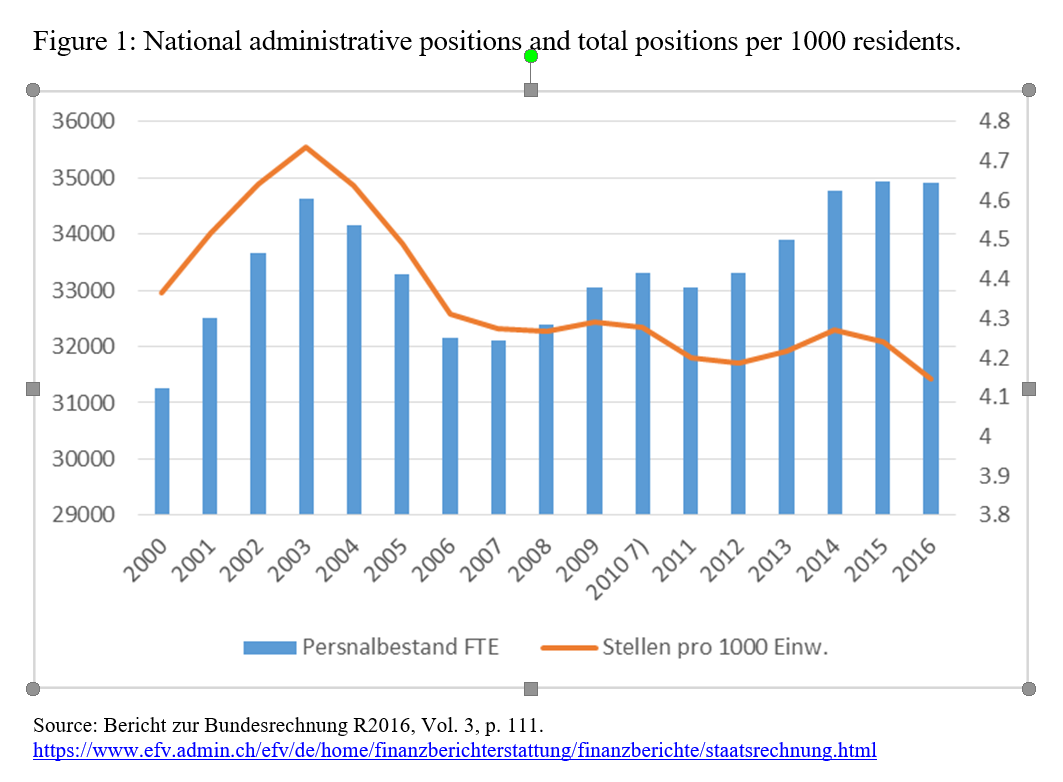 Figure 1: National administrative positions and total positions per 1000 residents.
36000 4.8
35000 4.7
34000 4.6
33000 4.5
32000 4.4
31000 4.3
30000 4.2
29000 4.1
4
3.9
3.8
2000 2001 2002 2003 2004 2005 2006 2007 2008 2009 2010 7) 2011 2012 2013 2014 2015 2016
Persnalbestand FTE Stellen pro 1000 Einw.
Source: Bericht zur Bundesrechnung R2016, Vol. 3, p. 111.
https://www.efv.admin.ch/efv/de/home/finanzberichterstattung/finanzberichte/staatsrechnung.html